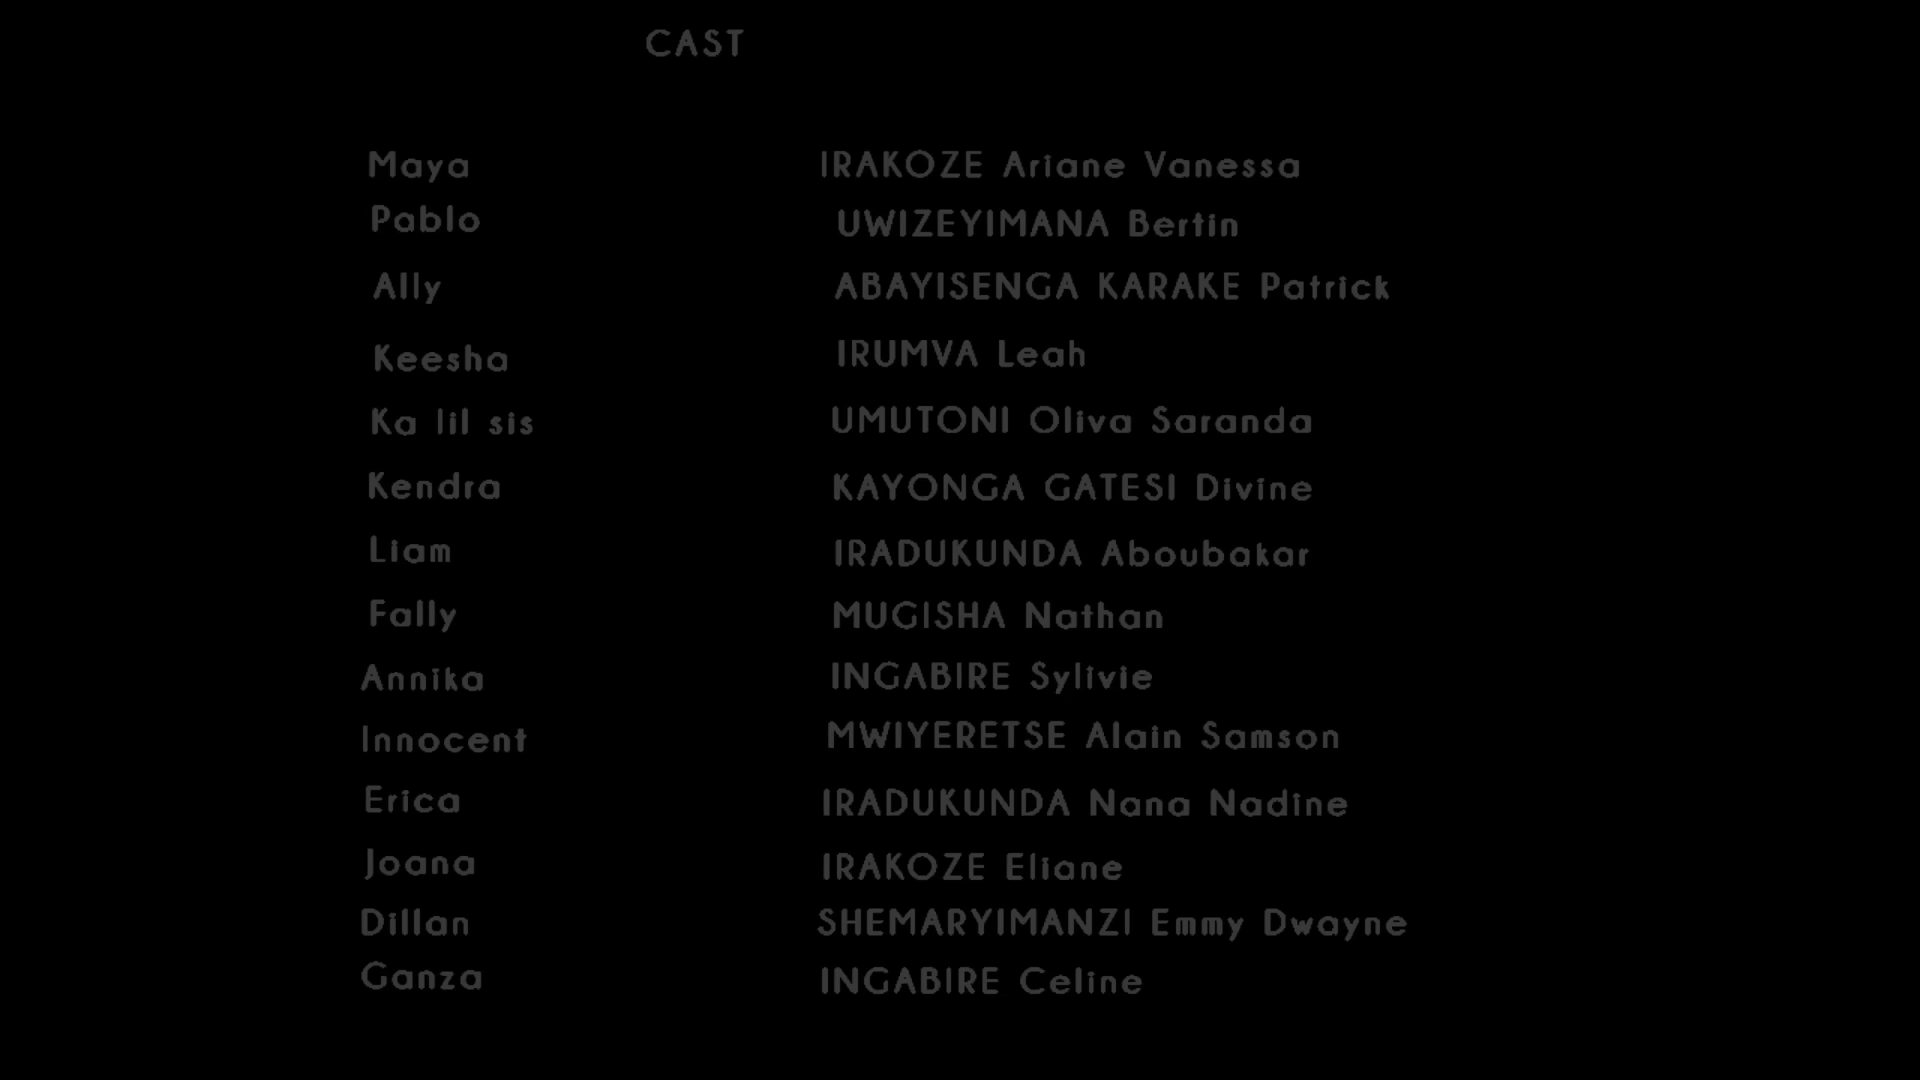 CAST
Maya IRAKOZE Ariane Vanessa
Pablo UWIZEYIMANA Bertin
Ally ABAYISENGA KARAKE Patrick
Keesha IRUMVA Leah
Ka lil sis UMUTONI Oliva Saranda
Kendra KAYONGA GATESI Divine
Liam IRADUKUNDA Aboubakar
Fally MUGISHA Nathan
Annika INGABIRE Sylivie
Innocent MWIYERETSE Alain Samson
Erica IRADUKUNDA Nana Nadine
Joana IRAKOZE Eliane
Dillan SHEMARYIMANZI Emmy Dwayne
Ganza INGABIRE Celine